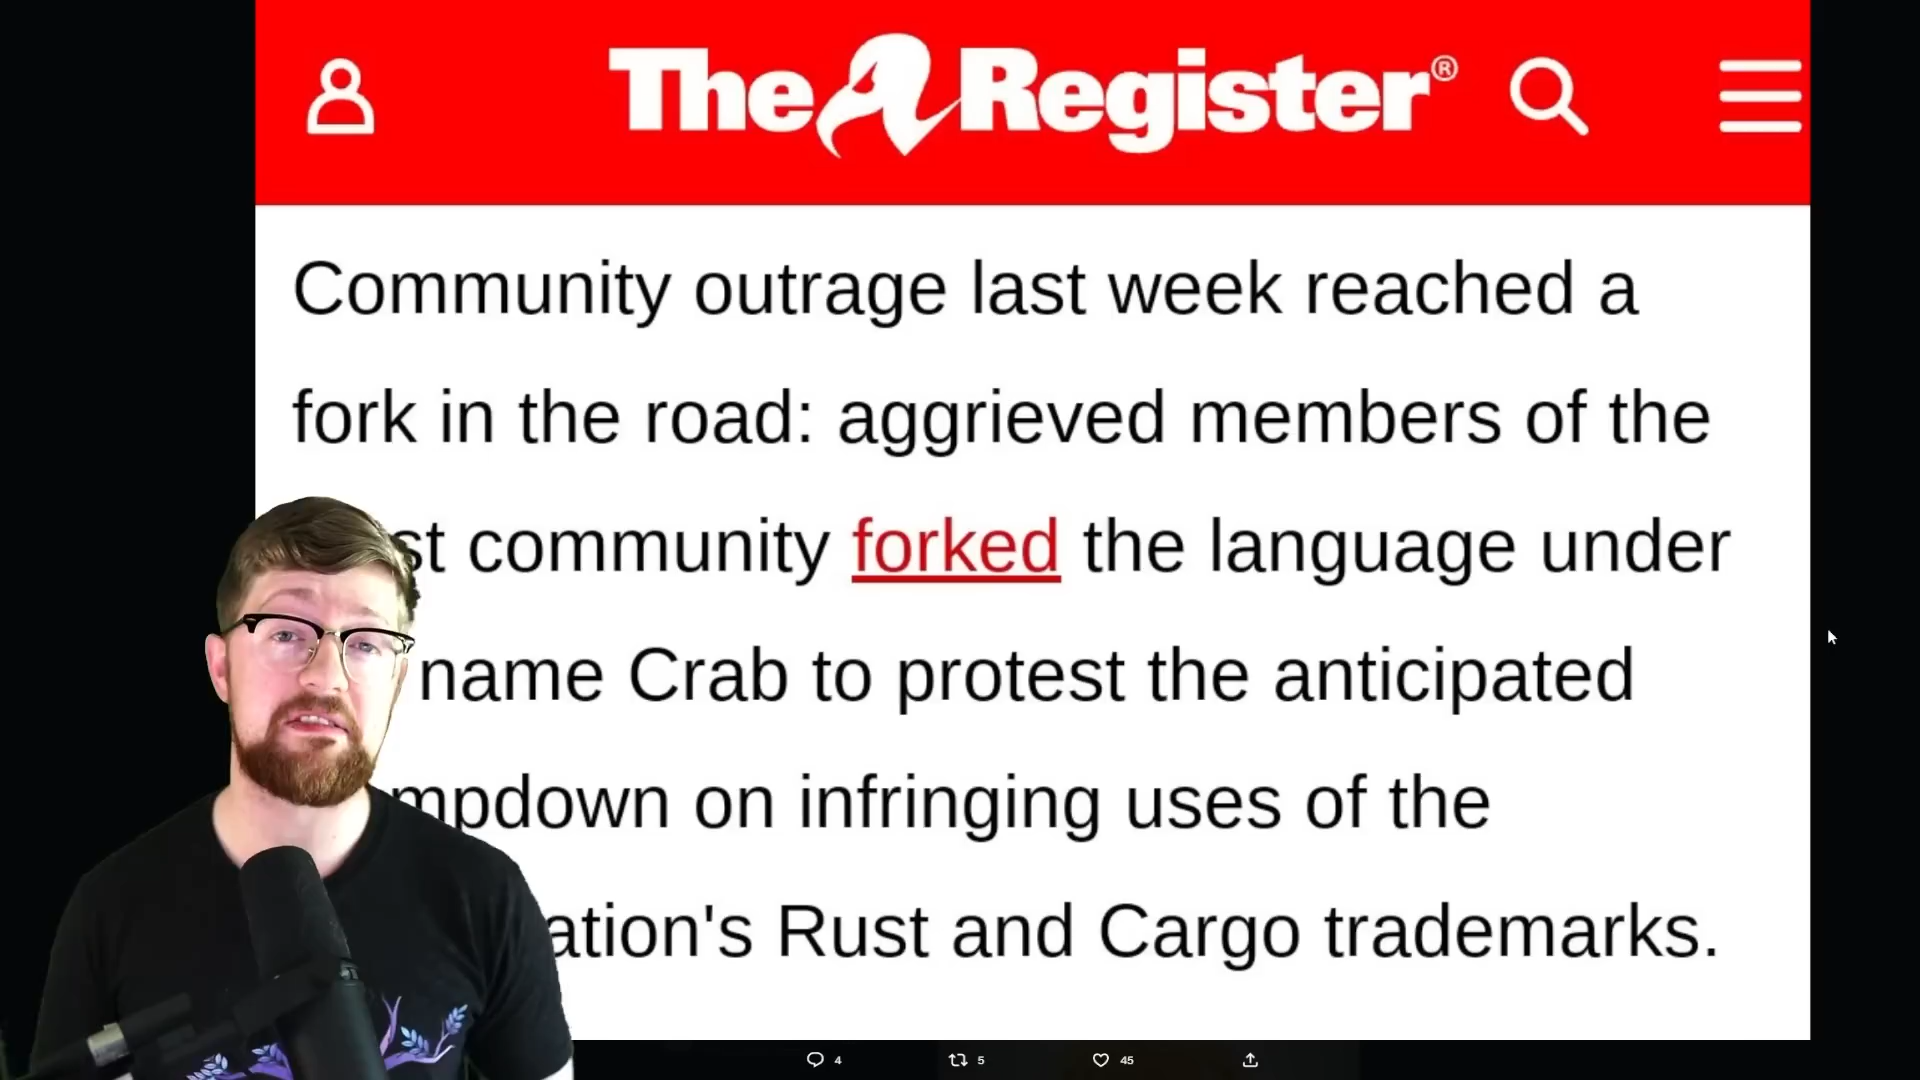 The Register®
Community outrage last week reached a
fork in the road: aggrieved members of the
st community forked the language under
name Crab to protest the anticipated
mpdown on infringing uses of the
ation's Rust and Cargo trademarks.
4 5 45